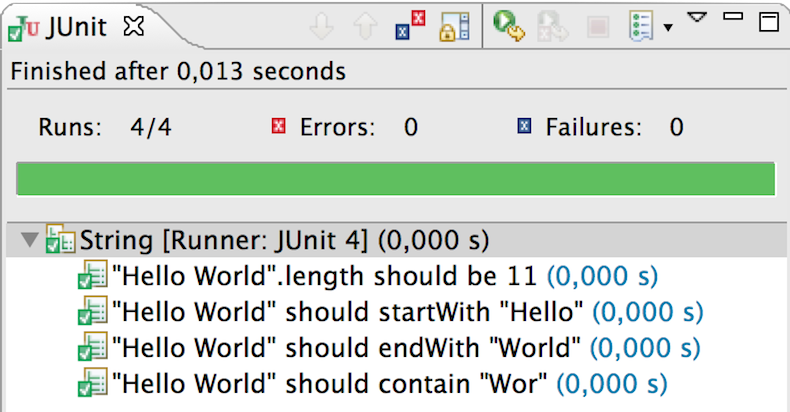 JUnit
Finished after 0,013 seconds
Runs: 4/4 Errors: 0 Failures: 0
String [Runner: JUnit 4] (0,000 s)
"Hello World".length should be 11 (0,000 s)
"Hello World" should startWith "Hello" (0,000 s)
"Hello World" should endWith "World" (0,000 s)
"Hello World" should contain "Wor" (0,000 s)